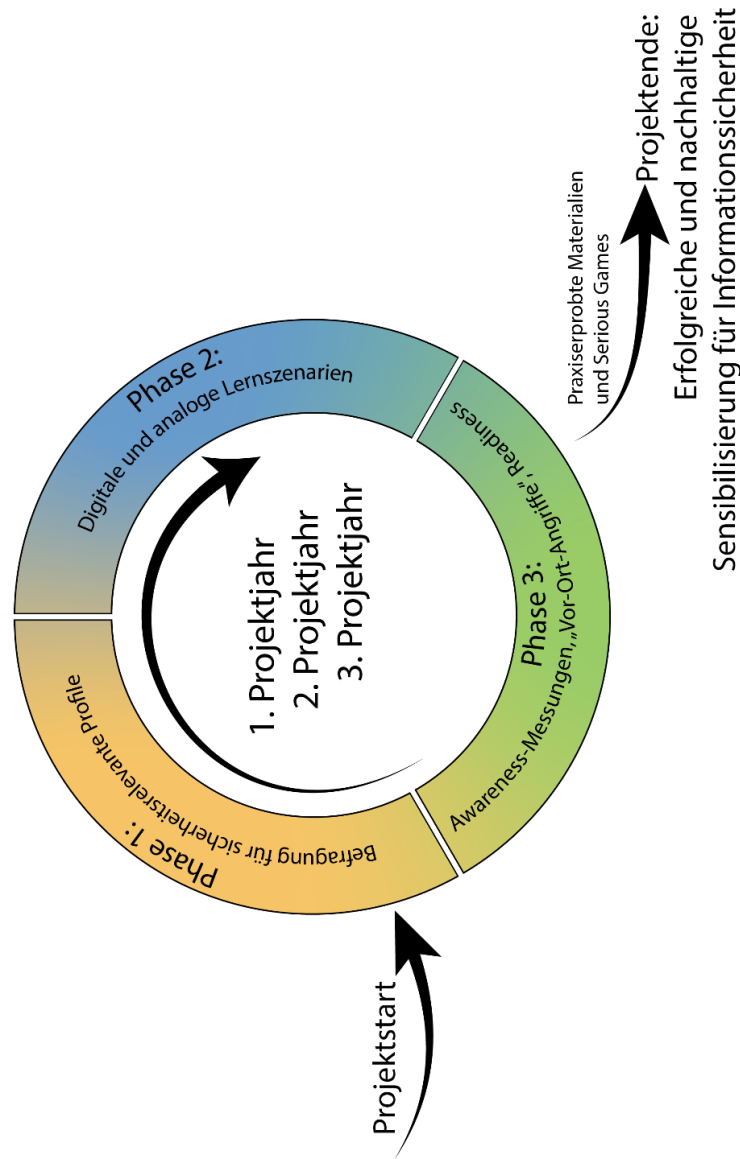 Projektstart
Phase 1:
Befragung für sicherheitsrelevante Profile
Phase 2:
Digitale und analoge Lernszenarien
Phase 3:
Awareness-Messungen, „Vor-Ort-Angriffe“, Readiness
1. Projektjahr
2. Projektjahr
3. Projektjahr
Praxiserprobte Materialien
und Serious Games
Projektende:
Erfolgreiche und nachhaltige
Sensibilisierung für Informationssicherheit